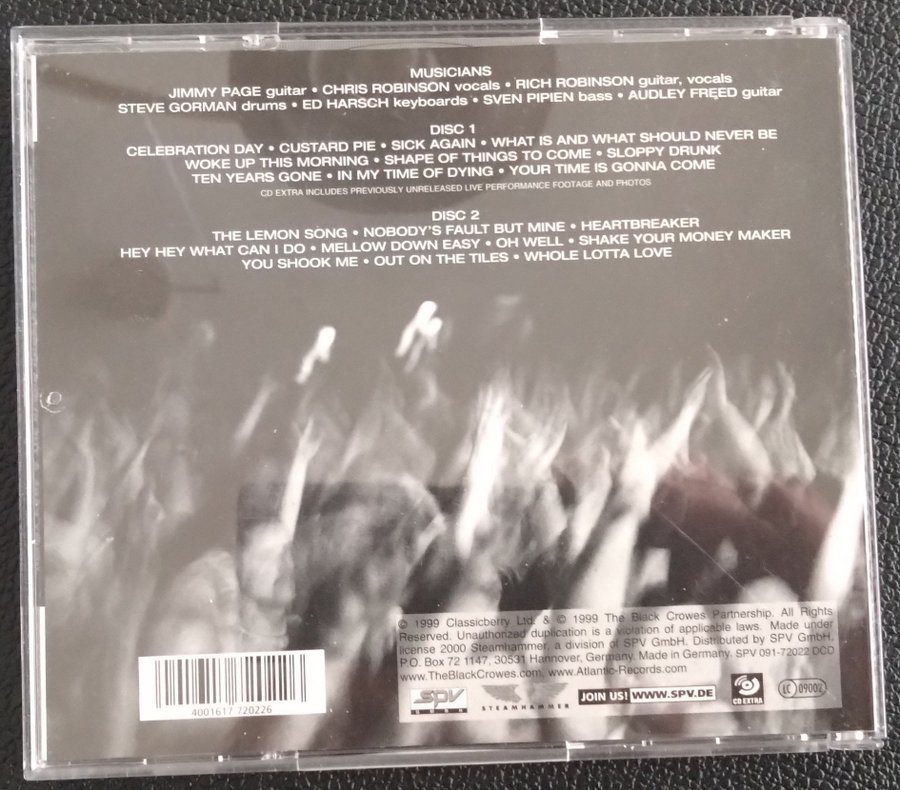 MUSICIANS
JIMMY PAGE guitar • CHRIS ROBINSON vocals • RICH ROBINSON guitar, vocals
STEVE GORMAN drums • ED HARSCH keyboards • SVEN PIPIEN bass • AUDLEY FREED guitar
DISC 1
CELEBRATION DAY • CUSTARD PIE • SICK AGAIN • WHAT IS AND WHAT SHOULD NEVER BE
WOKE UP THIS MORNING • SHAPE OF THINGS TO COME • SLOPPY DRUNK
TEN YEARS GONE • IN MY TIME OF DYING • YOUR TIME IS GONNA COME
CD EXTRA INCLUDES PREVIOUSLY UNRELEASED LIVE PERFORMANCE FOOTAGE AND PHOTOS
DISC 2
THE LEMON SONG • NOBODY'S FAULT BUT MINE • HEARTBREAKER
HEY HEY WHAT CAN I DO • MELLOW DOWN EASY • OH WELL • SHAKE YOUR MONEY MAKER
YOU SHOOK ME • OUT ON THE TILES • WHOLE LOTTA LOVE
© 1999 Classicberry Ltd. & © 1999 The Black Crowes Partnership. All Rights
Reserved. Unauthorized duplication is a violation of applicable laws. Made under
license 2000 Steamhammer, a division of SPV GmbH. Distributed by SPV GmbH,
P.O. Box 72 1147, 30531 Hannover, Germany. Made in Germany. SPV 091-72022 DCD
www.TheBlackCrowes.com, www.Atlantic-Records.com
4001617 720226
SPV
STEAMHAMMER
JOIN US! WWW.SPV.DE
CD EXTRA
LC 09002